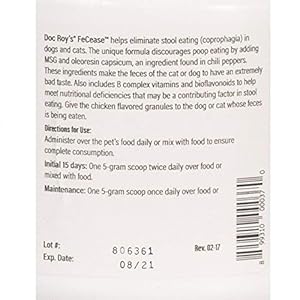 Doc Roy's® FeCease™ helps eliminate stool eating (coprophagia) in
dogs and cats. The unique formula discourages poop eating by adding
MSG and oleoresin capsaicin, an ingredient found in chili peppers.
These ingredients make the feces of the cat or dog to have an extremely
bad taste. Also includes B complex vitamins and bioflavonoids to help
meet nutritional deficiencies that may be a contributing factor in stool
eating. Give the chicken flavored granules to the dog or cat whose feces
is being eaten.
Directions for Use:
Administer over the pet's food daily or mix with food to ensure
complete consumption.
Initial 15 days: One 5-gram scoop twice daily over food or
mixed with food.
Maintenance: One 5-gram scoop once daily over food or
Lot #: 806361
Exp. Date: 08/21
Rev. 02-17
8 99310 00037 0